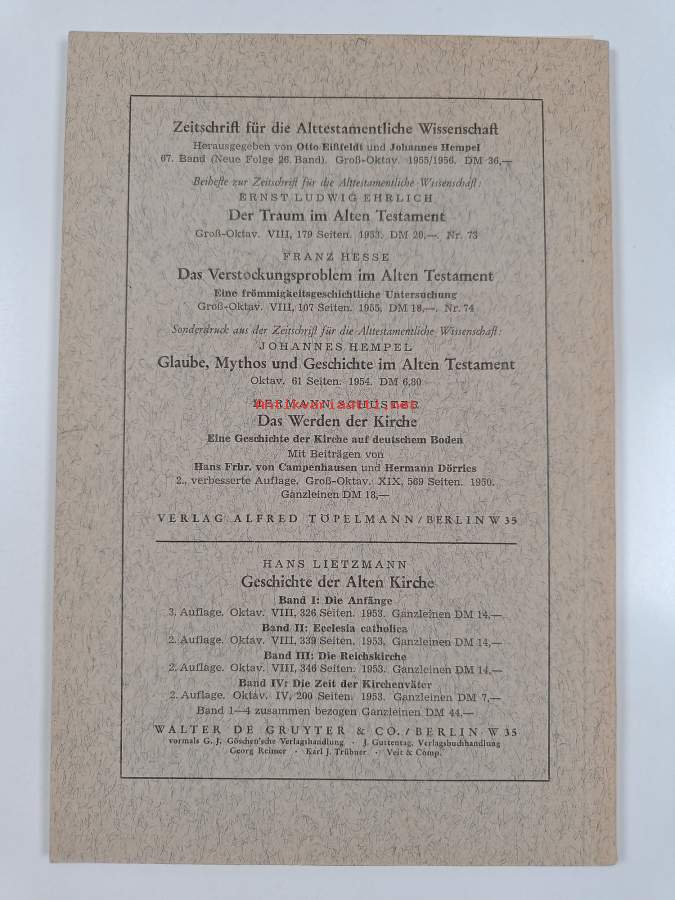 Zeitschrift für die Alttestamentliche Wissenschaft
Herausgegeben von Otto Eißfeldt und Johannes Hempel
67. Band (Neue Folge 26. Band). Groß-Oktav. 1955/1956. DM 36,—
Beihefte zur Zeitschrift für die Alttestamentliche Wissenschaft:
ERNST LUDWIG EHRLICH
Der Traum im Alten Testament
Groß-Oktav. VIII, 179 Seiten. 1953. DM 20,—. Nr. 73
FRANZ HESSE
Das Verstockungsproblem im Alten Testament
Eine frömmigkeitsgeschichtliche Untersuchung
Groß-Oktav. VIII, 107 Seiten. 1955. DM 18,—. Nr. 74
Sonderdruck aus der Zeitschrift für die Alttestamentliche Wissenschaft:
JOHANNES HEMPEL
Glaube, Mythos und Geschichte im Alten Testament
Oktav. 61 Seiten. 1954. DM 6,80
HERMANN SCHUSTER
Antikvariaatti.net
Das Werden der Kirche
Eine Geschichte der Kirche auf deutschem Boden
Mit Beiträgen von
Hans Frhr. von Campenhausen und Hermann Dörries
2., verbesserte Auflage. Groß-Oktav. XIX, 569 Seiten. 1950.
Ganzleinen DM 18,—
VERLAG ALFRED TÖPELMANN / BERLIN W 35
HANS LIETZMANN
Geschichte der Alten Kirche
Band I: Die Anfänge
3. Auflage. Oktav. VIII, 326 Seiten. 1953. Ganzleinen DM 14,—
Band II: Ecclesia catholica
2. Auflage. Oktav. VIII, 339 Seiten. 1953. Ganzleinen DM 14,—
Band III: Die Reichskirche
2. Auflage. Oktav. VIII, 346 Seiten. 1953. Ganzleinen DM 14,—
Band IV: Die Zeit der Kirchenväter
2. Auflage. Oktav. IV, 200 Seiten. 1953. Ganzleinen DM 7,—
Band 1—4 zusammen bezogen Ganzleinen DM 44,—
WALTER DE GRUYTER & CO. / BERLIN W 35
vormals G. J. Göschen'sche Verlagshandlung · J. Guttentag, Verlagsbuchhandlung
Georg Reimer · Karl J. Trübner · Veit & Comp.